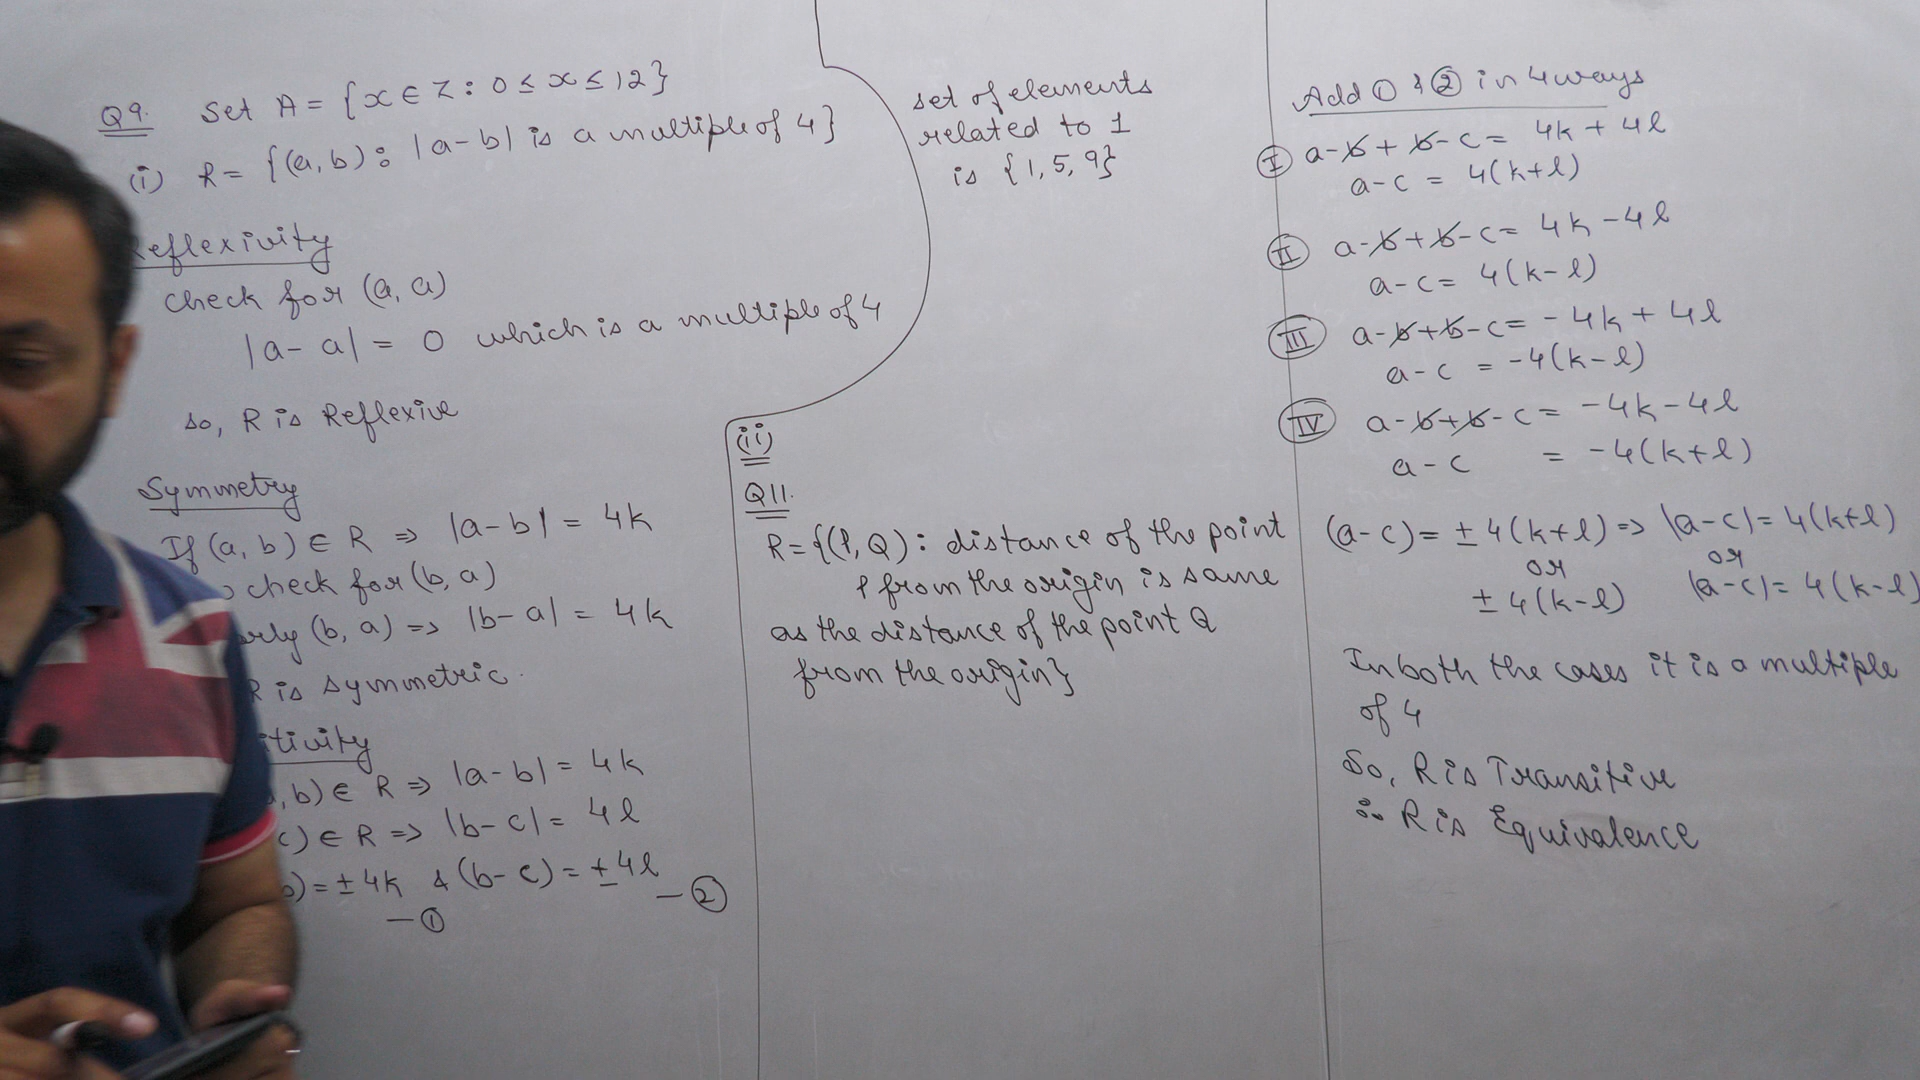 Q9. Set A = {x ∈ Z : 0 ≤ x ≤ 12}
(i) R = {(a, b) : |a-b| is a multiple of 4}
Reflexivity
Check for (a, a)
|a - a| = 0 which is a multiple of 4
so, R is Reflexive
Symmetry
If (a, b) ∈ R ⇒ |a-b| = 4k
check for (b, a)
(b, a) ⇒ |b-a| = 4k
R is symmetric.
, b) ∈ R ⇒ |a-b| = 4k
c) ∈ R ⇒ |b-c| = 4l
b) = ± 4k & (b-c) = ± 4l — ②
— ①
set of elements
related to 1
is {1, 5, 9}
(ii)
Q11.
R = {(P, Q) : distance of the point
P from the origin is same
as the distance of the point Q
from the origin}
Add ① & ② in 4 ways
I a-b + b-c = 4k + 4l
a-c = 4(k+l)
II a-b+b-c = 4k - 4l
a-c = 4(k-l)
III a-b+b-c = -4k + 4l
a-c = -4(k-l)
IV a-b+b-c = -4k-4l
a-c = -4(k+l)
(a-c) = ± 4(k+l) ⇒ |a-c| = 4(k+l)
or or
± 4(k-l) |a-c| = 4(k-l)
In both the cases it is a multiple
of 4
So, R is Transitive
∴ R is Equivalence